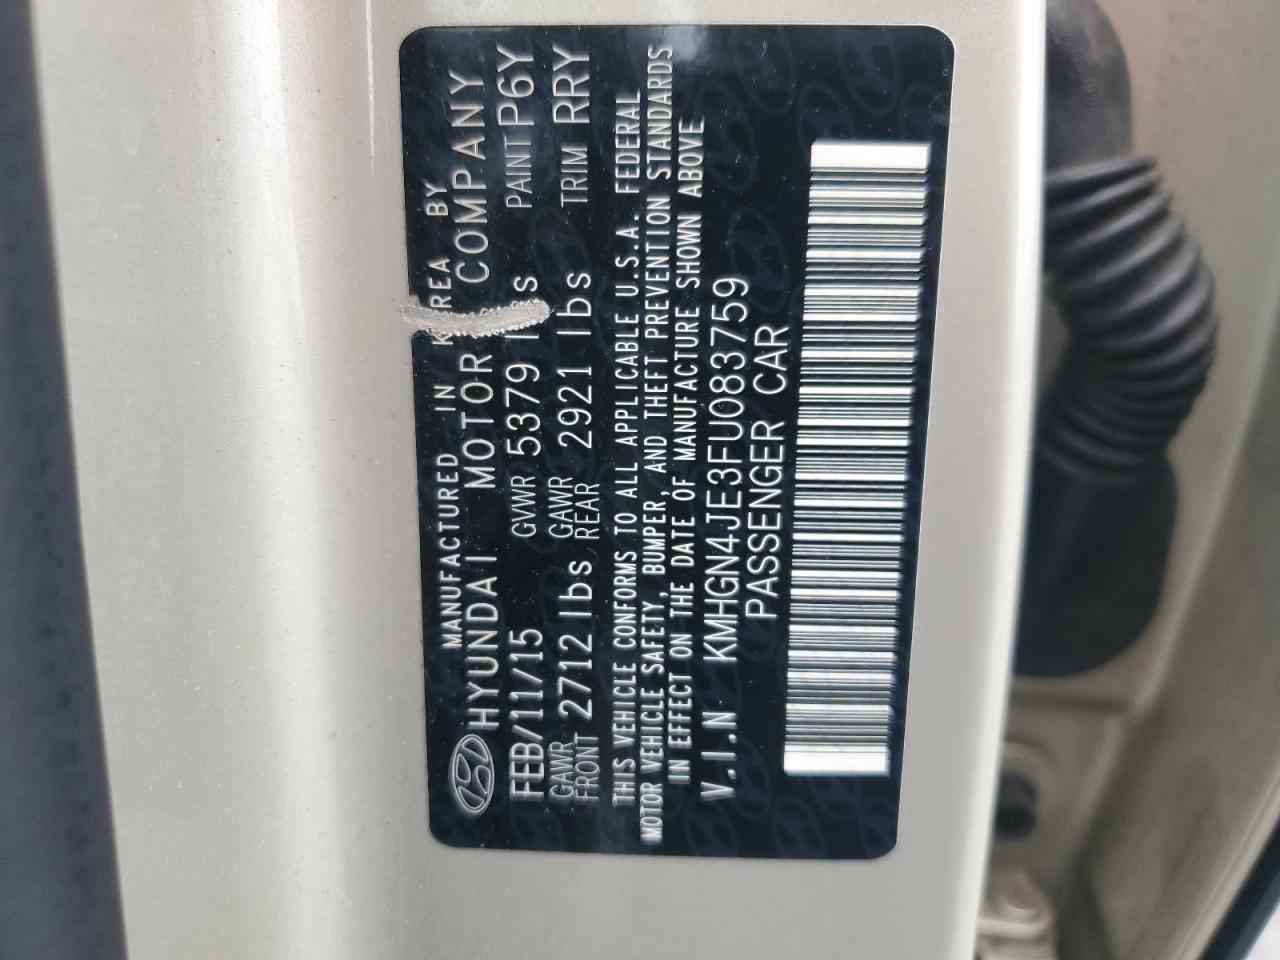 MANUFACTURED IN KOREA BY
HYUNDAI MOTOR COMPANY
FEB/11/15 GVWR 5379 lbs PAINT P6Y
GAWR FRONT 2712 lbs GAWR REAR 2921 lbs TRIM RRY
THIS VEHICLE CONFORMS TO ALL APPLICABLE U.S.A. FEDERAL
MOTOR VEHICLE SAFETY, BUMPER, AND THEFT PREVENTION STANDARDS
IN EFFECT ON THE DATE OF MANUFACTURE SHOWN ABOVE
V.I.N KMHGN4JE3FU083759
PASSENGER CAR